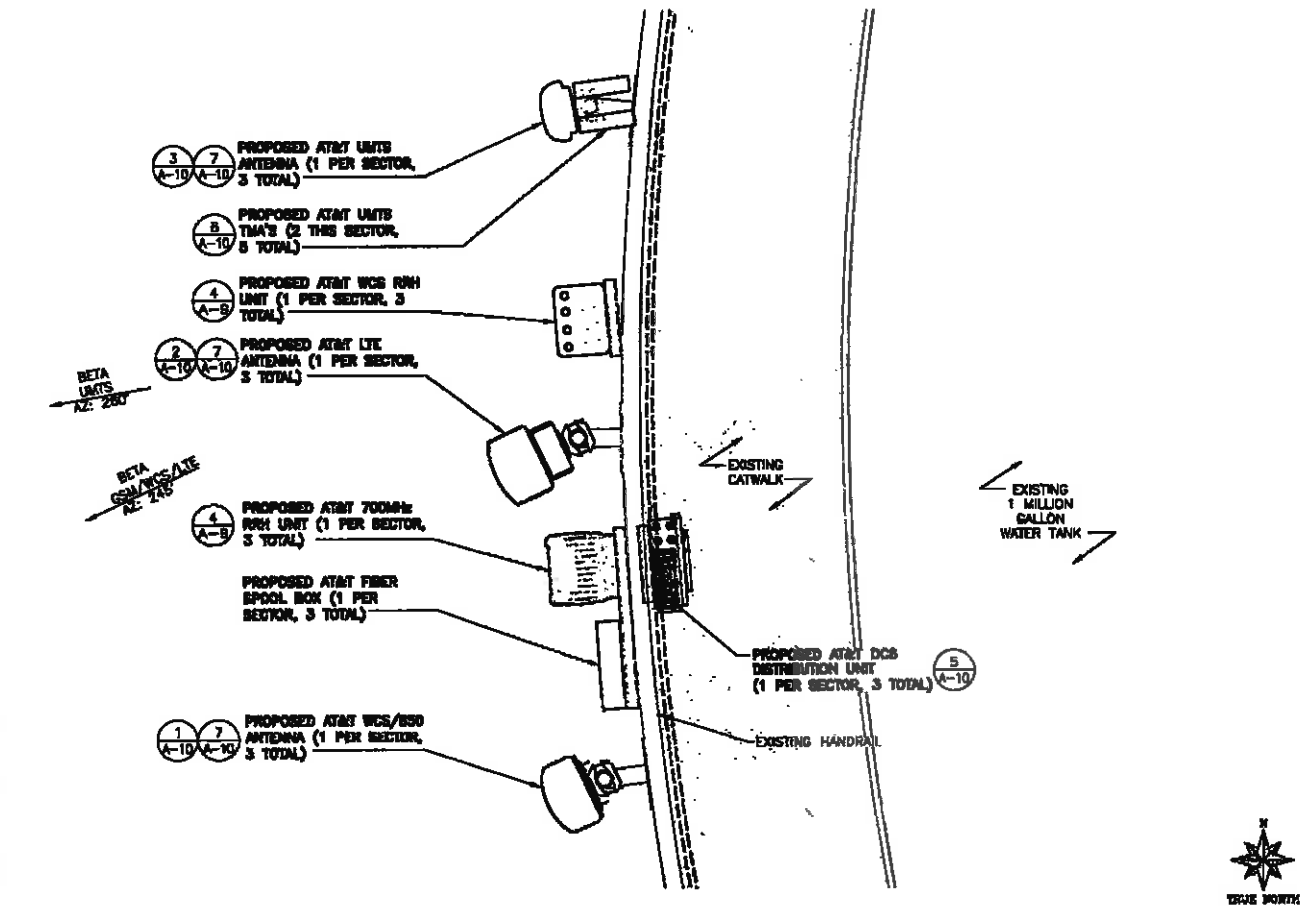 3
A-10
7
A-10
PROPOSED AT&T UMTS
ANTENNA (1 PER SECTOR,
3 TOTAL)
A-10
PROPOSED AT&T UMTS
TMA'S (2 THIS SECTOR,
TOTAL)
4
PROPOSED AT&T WCS RRH
UNIT (1 PER SECTOR, 3
TOTAL)
2
A-10
7
A-10
PROPOSED AT&T LTE
ANTENNA (1 PER SECTOR,
3 TOTAL)
BETA
UMTS
AZ: 260°
BETA
GSM/WCS/LTE
AZ: 245°
EXISTING
CATWALK
EXISTING
1 MILLION
GALLON
WATER TANK
4
PROPOSED AT&T 700MHz
RRH UNIT (1 PER SECTOR,
3 TOTAL)
PROPOSED AT&T FIBER
SPOOL BOX (1 PER
SECTOR, 3 TOTAL)
PROPOSED AT&T DC6
DISTRIBUTION UNIT
(1 PER SECTOR, 3 TOTAL)
5
A-10
1
A-10
7
A-10
PROPOSED AT&T WCS/850
ANTENNA (1 PER SECTOR,
3 TOTAL)
EXISTING HANDRAIL
N
TRUE NORTH